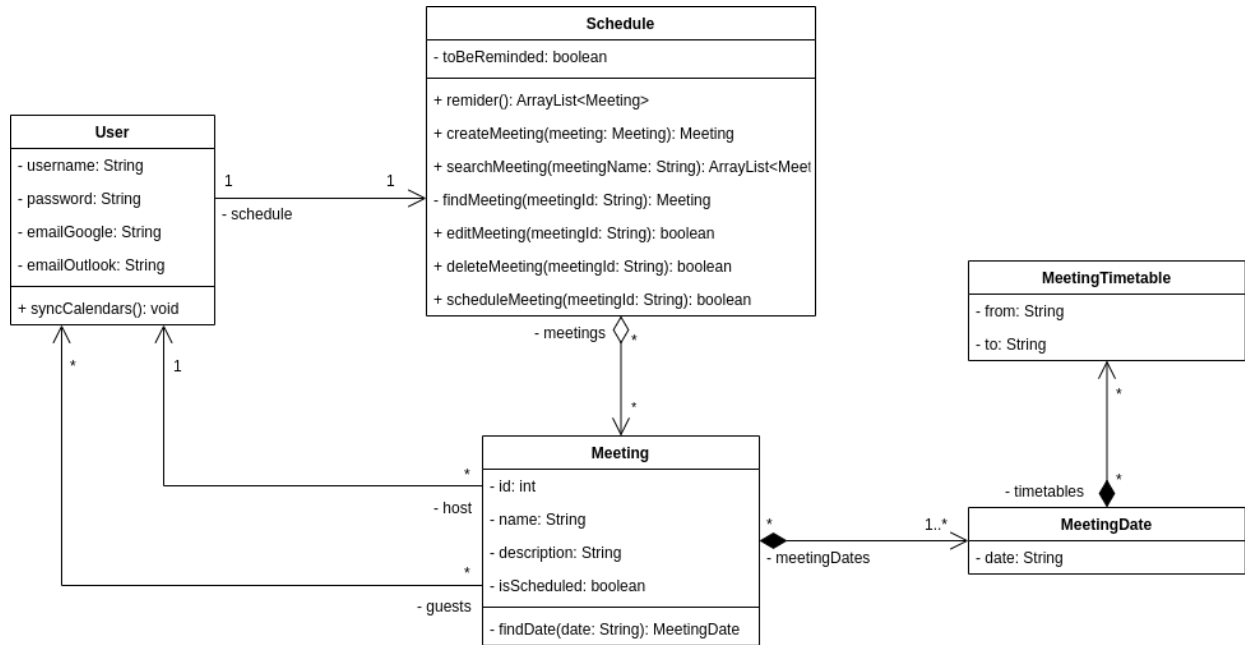 Schedule
- toBeReminded: boolean
+ remider(): ArrayList<Meeting>
+ createMeeting(meeting: Meeting): Meeting
+ searchMeeting(meetingName: String): ArrayList<Meet
- findMeeting(meetingId: String): Meeting
+ editMeeting(meetingId: String): boolean
+ deleteMeeting(meetingId: String): boolean
+ scheduleMeeting(meetingId: String): boolean
User
- username: String
- password: String
- emailGoogle: String
- emailOutlook: String
+ syncCalendars(): void
1
1
- schedule
*
1
- meetings
*
*
MeetingTimetable
- from: String
- to: String
*
*
- timetables
MeetingDate
- date: String
Meeting
- id: int
- name: String
- description: String
- isScheduled: boolean
- findDate(date: String): MeetingDate
*
- host
*
- guests
*
1..*
- meetingDates